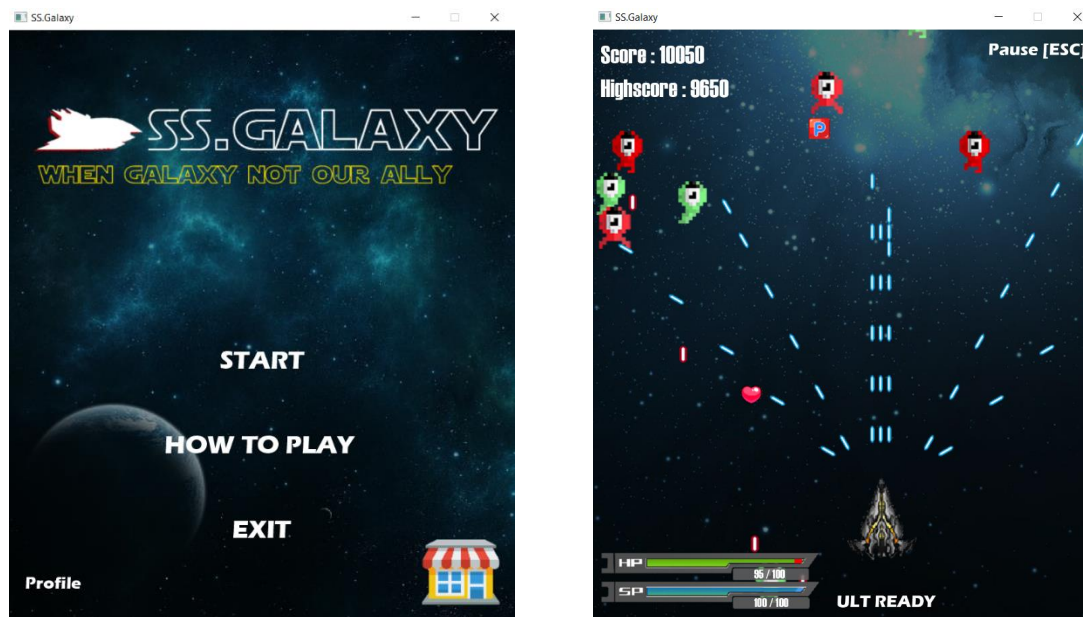 SS.Galaxy
SS.GALAXY
WHEN GALAXY NOT OUR ALLY
START
HOW TO PLAY
EXIT
Profile
SS.Galaxy
Score : 10050
Pause [ESC]
Highscore : 9650
P
HP
95 / 100
SP
100 / 100
ULT READY